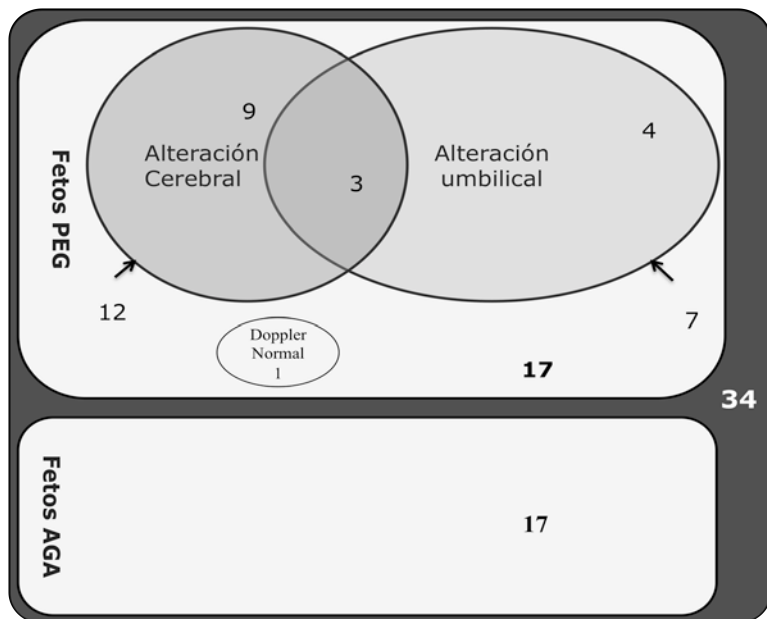 Fetos PEG
9
Alteración
Cerebral
3
Alteración
umbilical
4
12
7
Doppler
Normal
1
17
34
Fetos AGA
17